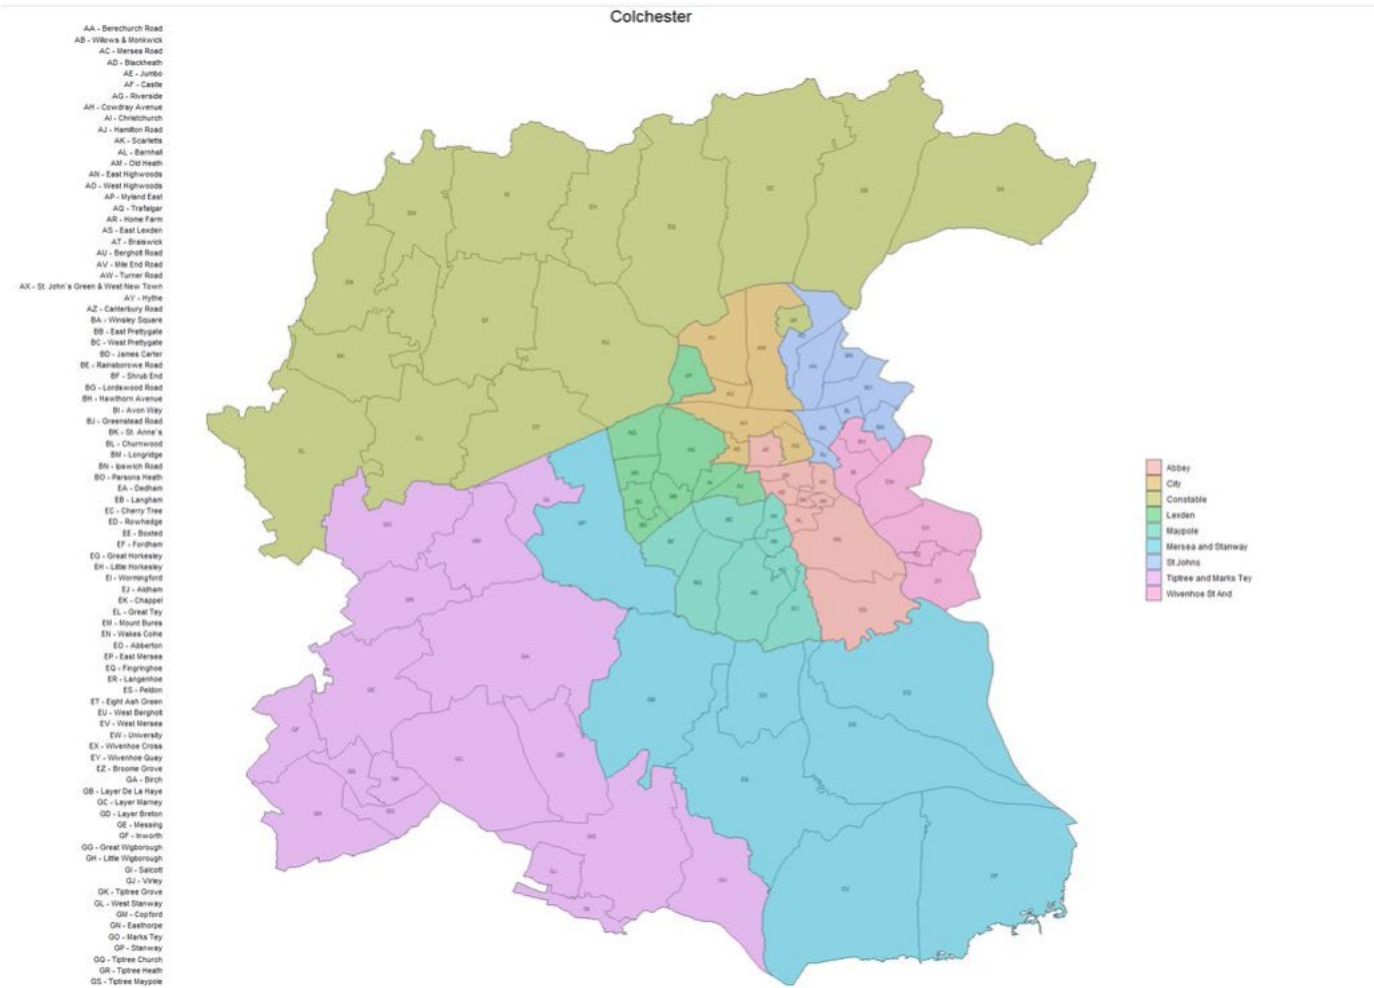 Colchester
AA - Berechurch Road
AB - Willows & Monkwick
AC - Mersea Road
AD - Blackheath
AE - Jumbo
AF - Castle
AG - Riverside
AH - Cowdray Avenue
AI - Christchurch
AJ - Hamilton Road
AK - Scarletts
AL - Barnhall
AM - Old Heath
AN - East Highwoods
AO - West Highwoods
AP - Myland East
AQ - Trafalgar
AR - Home Farm
AS - East Lexden
AT - Braiswick
AU - Bergholt Road
AV - Mile End Road
AW - Turner Road
AX - St. John`s Green & West New Town
AY - Hythe
AZ - Canterbury Road
BA - Winsley Square
BB - East Prettygate
BC - West Prettygate
BD - James Carter
BE - Rainsborowe Road
BF - Shrub End
BG - Lordswood Road
BH - Hawthorn Avenue
BI - Avon Way
BJ - Greenstead Road
BK - St. Anne`s
BL - Churnwood
BM - Longridge
BN - Ipswich Road
BO - Parsons Heath
EA - Dedham
EB - Langham
EC - Cherry Tree
ED - Rowhedge
EE - Boxted
EF - Fordham
EG - Great Horkesley
EH - Little Horkesley
EI - Wormingford
EJ - Aldham
EK - Chappel
EL - Great Tey
EM - Mount Bures
EN - Wakes Colne
EO - Abberton
EP - East Mersea
EQ - Fingringhoe
ER - Langenhoe
ES - Peldon
ET - Eight Ash Green
EU - West Bergholt
EV - West Mersea
EW - University
EX - Wivenhoe Cross
EY - Wivenhoe Quay
EZ - Broome Grove
GA - Birch
GB - Layer De La Haye
GC - Layer Marney
GD - Layer Breton
GE - Messing
GF - Inworth
GG - Great Wigborough
GH - Little Wigborough
GI - Salcott
GJ - Virley
GK - Tiptree Grove
GL - West Stanway
GM - Copford
GN - Easthorpe
GO - Marks Tey
GP - Stanway
GQ - Tiptree Church
GR - Tiptree Heath
GS - Tiptree Maypole
Abbey
City
Constable
Lexden
Maypole
Mersea and Stanway
St Johns
Tiptree and Marks Tey
Wivenhoe St And